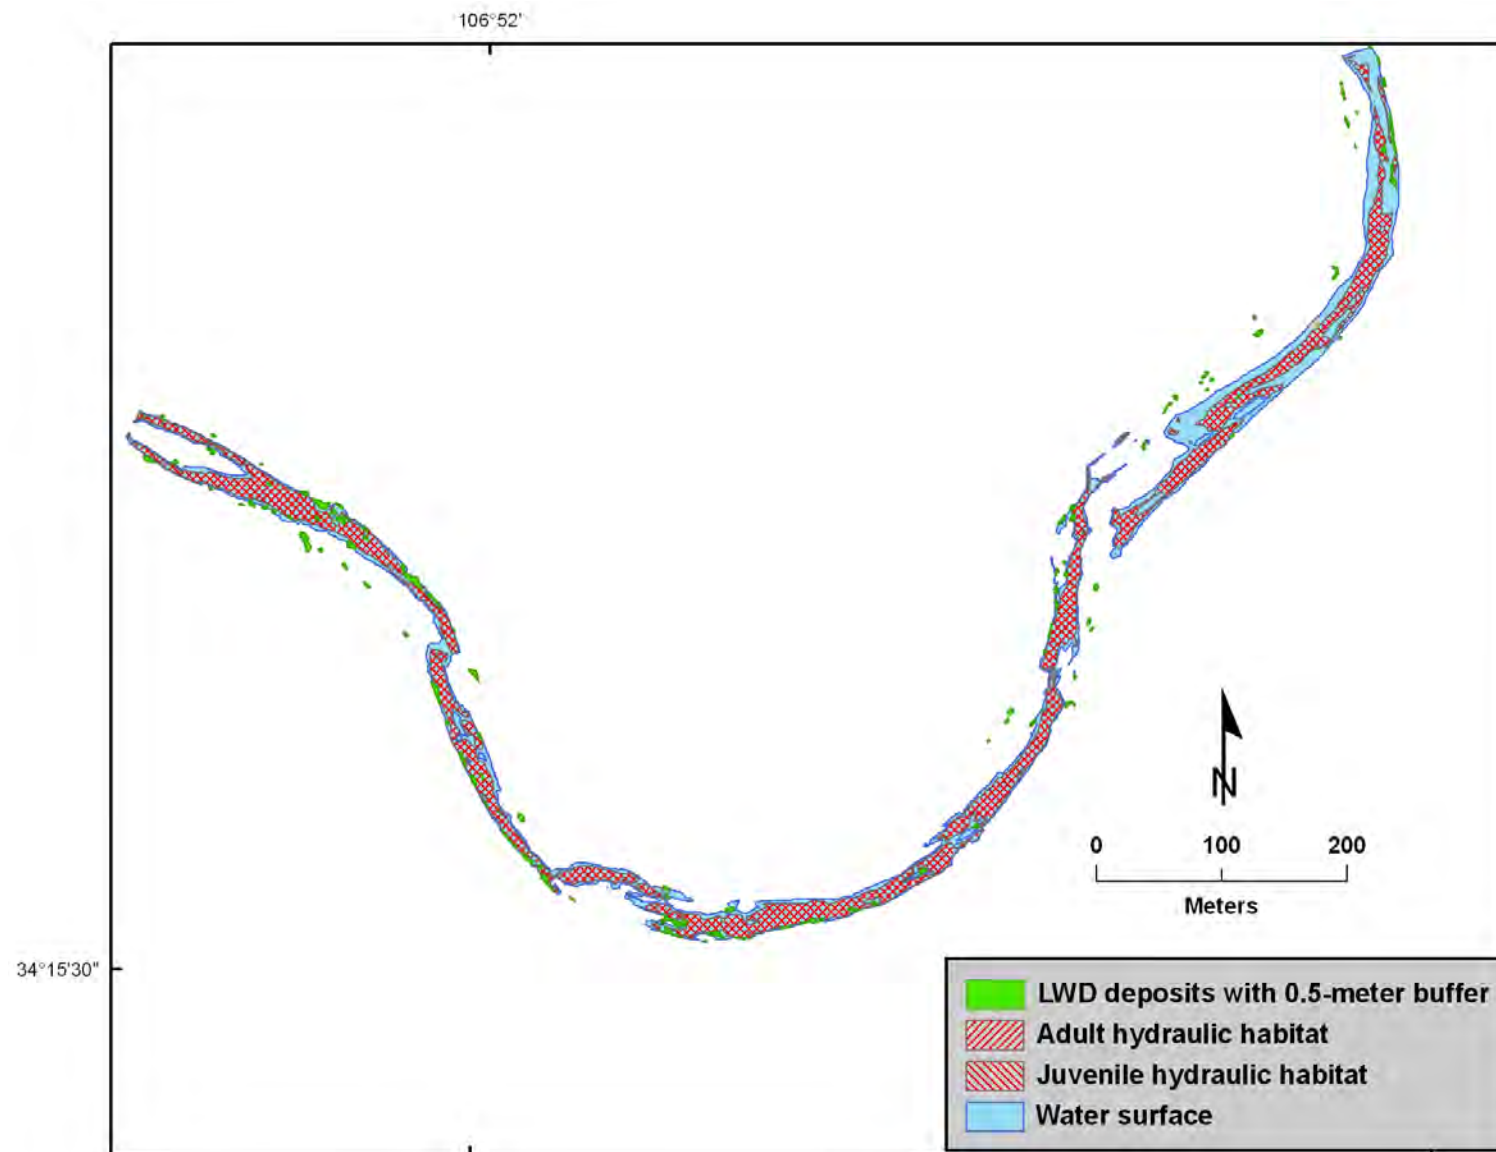 106°52'
N
0 100 200
Meters
34°15'30"
LWD deposits with 0.5-meter buffer
Adult hydraulic habitat
Juvenile hydraulic habitat
Water surface